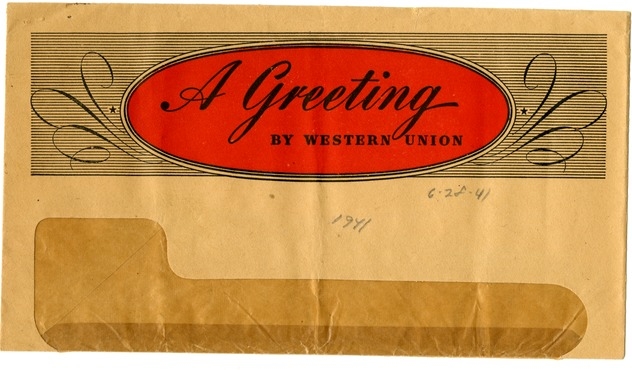 A Greeting
BY WESTERN UNION
6-28-41
1941